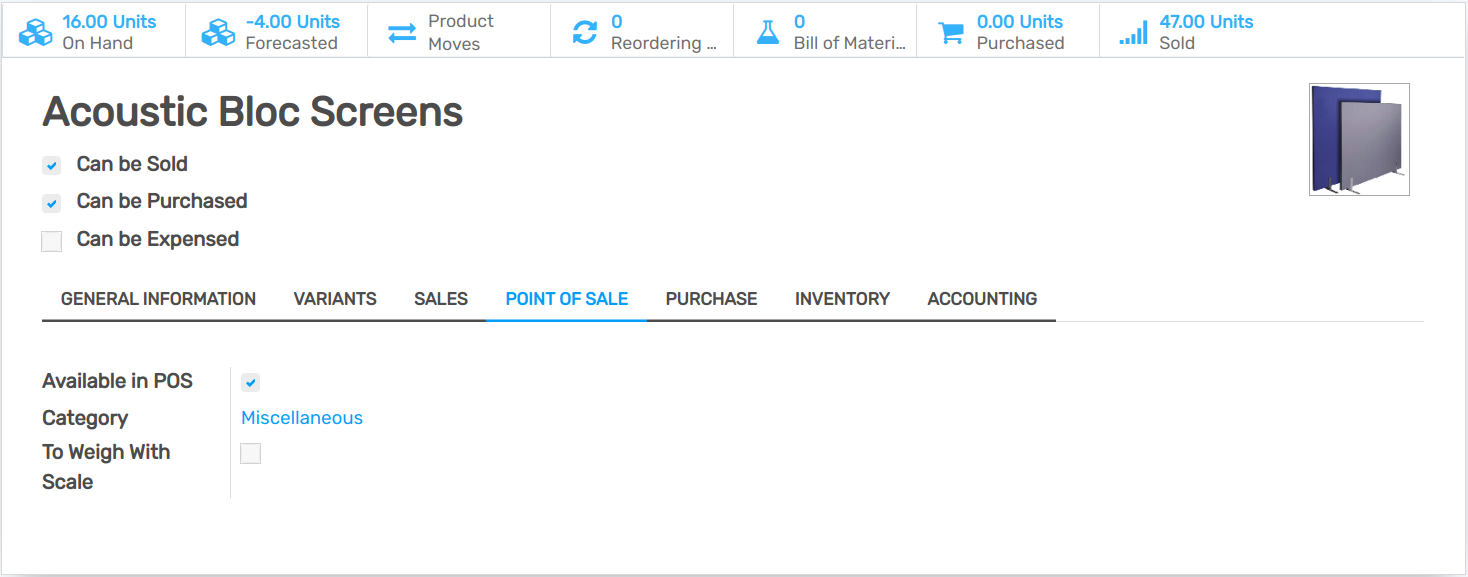 16.00 Units
On Hand
-4.00 Units
Forecasted
Product
Moves
0
Reordering ...
0
Bill of Materi...
0.00 Units
Purchased
47.00 Units
Sold
Acoustic Bloc Screens
Can be Sold
Can be Purchased
Can be Expensed
GENERAL INFORMATION VARIANTS SALES POINT OF SALE PURCHASE INVENTORY ACCOUNTING
Available in POS
Category Miscellaneous
To Weigh With
Scale